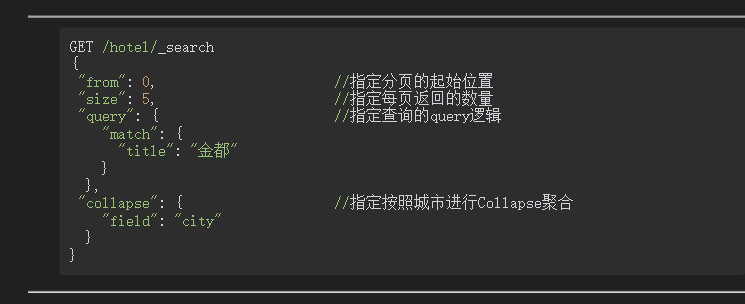 GET /hotel/_search
{
"from": 0, //指定分页的起始位置
"size": 5, //指定每页返回的数量
"query": { //指定查询的query逻辑
"match": {
"title": "金都"
}
},
"collapse": { //指定按照城市进行Collapse聚合
"field": "city"
}
}